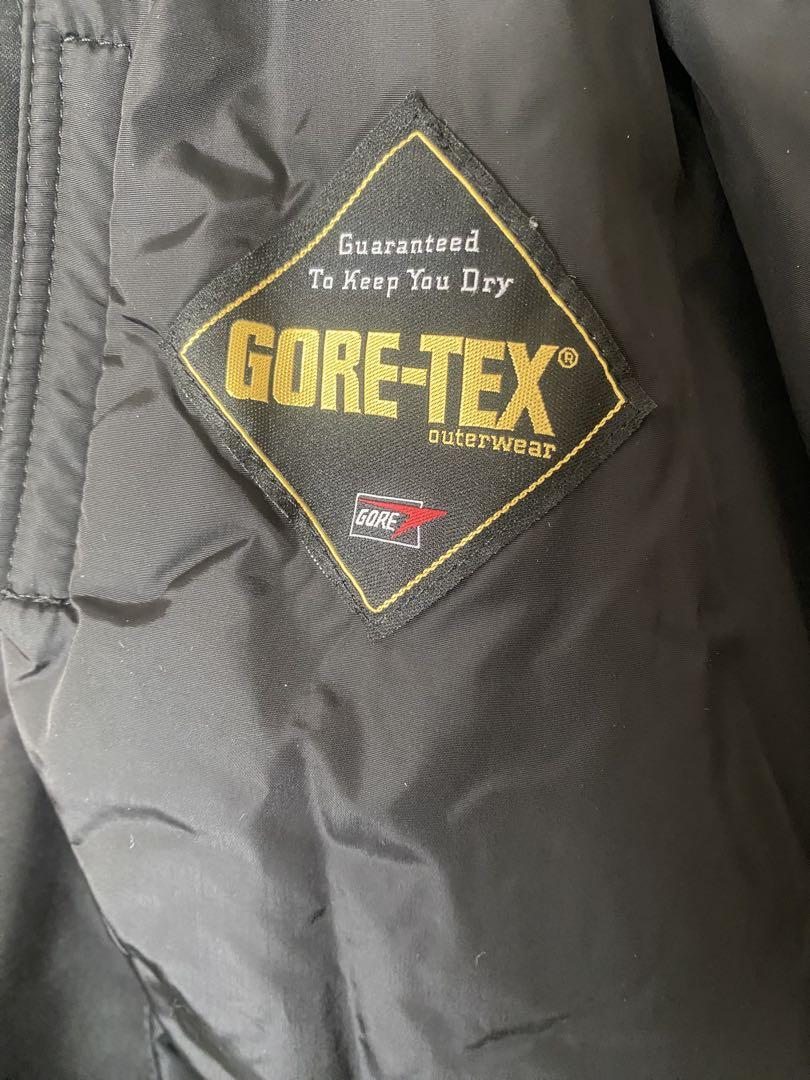 Guaranteed
To Keep You Dry
GORE-TEX®
outerwear
GORE